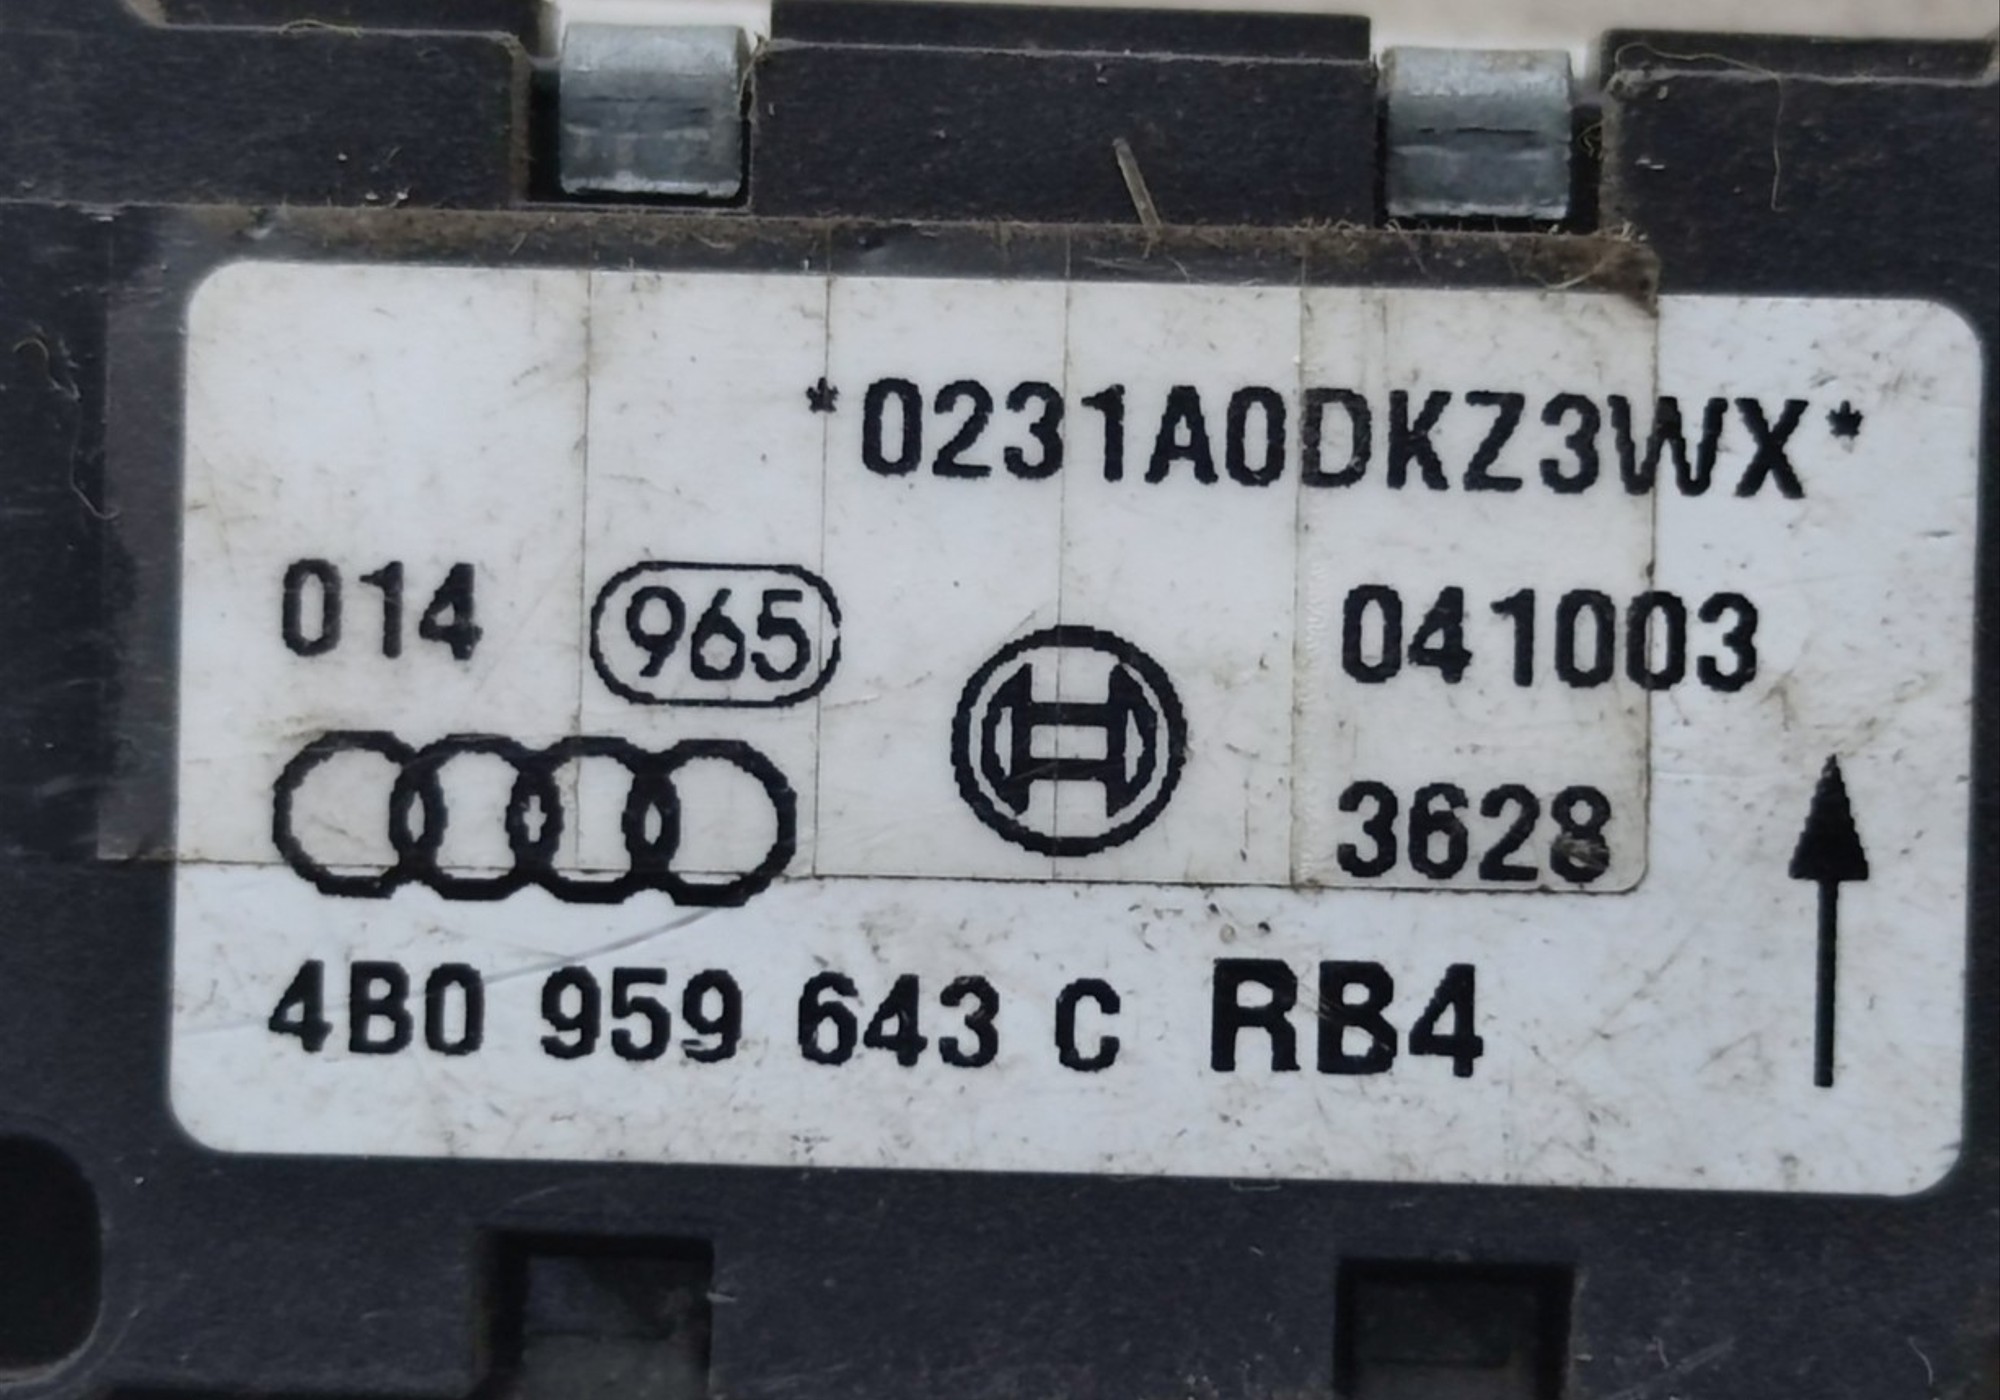 *0231A0DKZ3WX*
014 965 041003
3628
4B0 959 643 C RB4